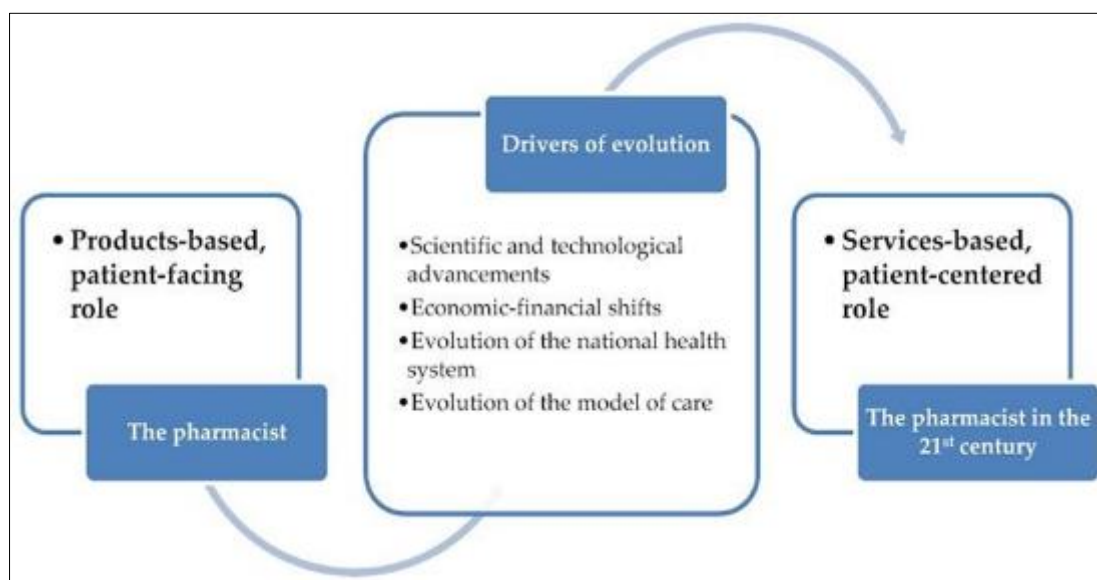 • Products-based,
patient-facing
role
The pharmacist
Drivers of evolution
•Scientific and technological
advancements
•Economic-financial shifts
•Evolution of the national health
system
•Evolution of the model of care
• Services-based,
patient-centered
role
The pharmacist in the
21st century